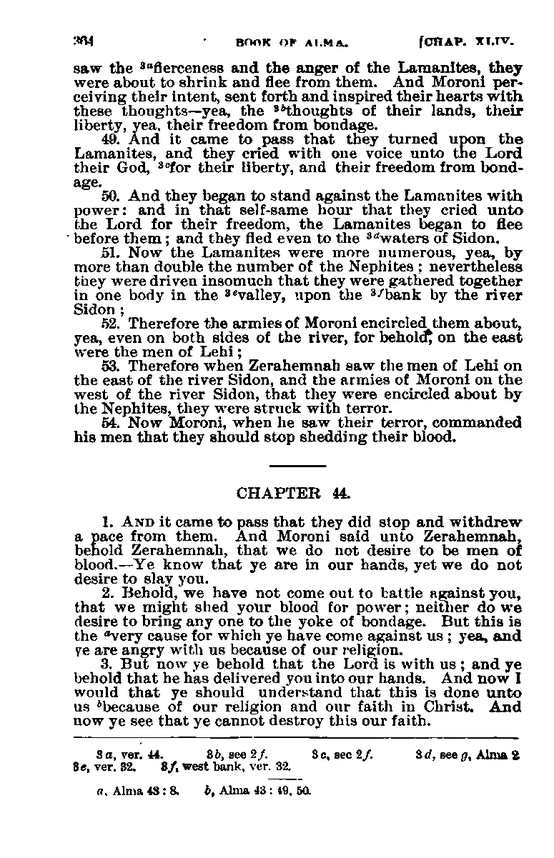 364 BOOK OF ALMA. [CHAP. XLIV.
saw the 3afierceness and the anger of the Lamanites, they
were about to shrink and flee from them. And Moroni per-
ceiving their intent, sent forth and inspired their hearts with
these thoughts—yea, the 3bthoughts of their lands, their
liberty, yea, their freedom from bondage.
49. And it came to pass that they turned upon the
Lamanites, and they cried with one voice unto the Lord
their God, 3cfor their liberty, and their freedom from bond-
age.
50. And they began to stand against the Lamanites with
power: and in that self-same hour that they cried unto
the Lord for their freedom, the Lamanites began to flee
before them; and they fled even to the 3dwaters of Sidon.
51. Now the Lamanites were more numerous, yea, by
more than double the number of the Nephites; nevertheless
they were driven insomuch that they were gathered together
in one body in the 3evalley, upon the 3fbank by the river
Sidon;
52. Therefore the armies of Moroni encircled them about,
yea, even on both sides of the river, for behold, on the east
were the men of Lehi;
53. Therefore when Zerahemnah saw the men of Lehi on
the east of the river Sidon, and the armies of Moroni on the
west of the river Sidon, that they were encircled about by
the Nephites, they were struck with terror.
54. Now Moroni, when he saw their terror, commanded
his men that they should stop shedding their blood.
CHAPTER 44.
1. AND it came to pass that they did stop and withdrew
a pace from them. And Moroni said unto Zerahemnah,
behold Zerahemnah, that we do not desire to be men of
blood.—Ye know that ye are in our hands, yet we do not
desire to slay you.
2. Behold, we have not come out to battle against you,
that we might shed your blood for power; neither do we
desire to bring any one to the yoke of bondage. But this is
the avery cause for which ye have come against us; yea, and
ye are angry with us because of our religion.
3. But now ye behold that the Lord is with us; and ye
behold that he has delivered you into our hands. And now I
would that ye should understand that this is done unto
us bbecause of our religion and our faith in Christ. And
now ye see that ye cannot destroy this our faith.
3a, ver. 44. 3b, see 2f. 3c, see 2f. 3d, see g, Alma 2
3e, ver. 32. 3f, west bank, ver. 32.
a, Alma 43:8. b, Alma 43:49, 50.